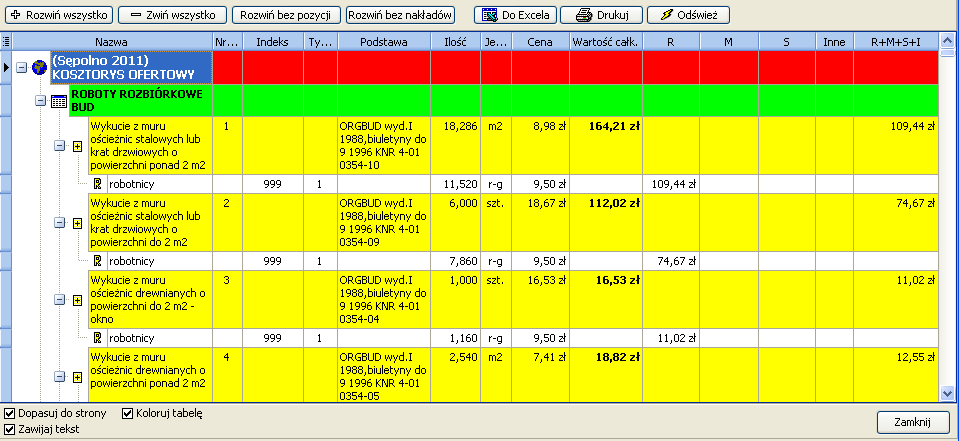 Rozwiń wszystko Zwiń wszystko Rozwiń bez pozycji Rozwiń bez nakładów Do Excela Drukuj Odśwież
Nazwa Nr... Indeks Ty... Podstawa Ilość Je... Cena Wartość całk. R M S Inne R+M+S+I
(Sępolno 2011)
KOSZTORYS OFERTOWY
ROBOTY ROZBIÓRKOWE
BUD
Wykucie z muru 1 ORGBUD wyd.I 18,286 m2 8,98 zł 164,21 zł 109,44 zł
ościeżnic stalowych lub 1988,biuletyny do
krat drzwiowych o 9 1996 KNR 4-01
powierzchni ponad 2 m2 0354-10
R robotnicy 999 1 11,520 r-g 9,50 zł 109,44 zł
Wykucie z muru 2 ORGBUD wyd.I 6,000 szt. 18,67 zł 112,02 zł 74,67 zł
ościeżnic stalowych lub 1988,biuletyny do
krat drzwiowych o 9 1996 KNR 4-01
powierzchni do 2 m2 0354-09
R robotnicy 999 1 7,860 r-g 9,50 zł 74,67 zł
Wykucie z muru 3 ORGBUD wyd.I 1,000 szt. 16,53 zł 16,53 zł 11,02 zł
ościeżnic drewnianych o 1988,biuletyny do
powierzchni do 2 m2 - 9 1996 KNR 4-01
okno 0354-04
R robotnicy 999 1 1,160 r-g 9,50 zł 11,02 zł
Wykucie z muru 4 ORGBUD wyd.I 2,540 m2 7,41 zł 18,82 zł 12,55 zł
ościeżnic drewnianych o 1988,biuletyny do
powierzchni ponad 2 m2 9 1996 KNR 4-01
0354-05
Dopasuj do strony Koloruj tabelę
Zawijaj tekst
Zamknij